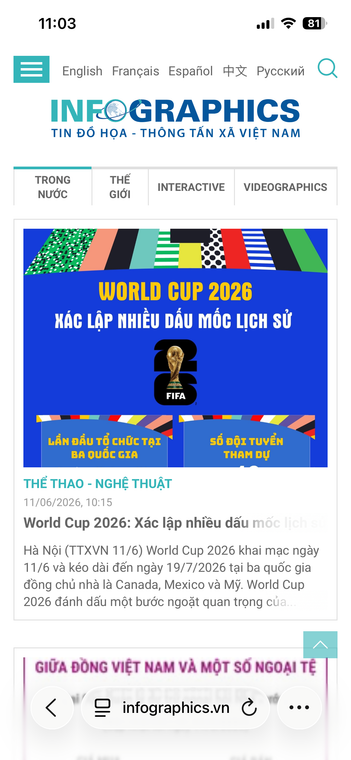 11:03
81
English Français Español 中文 Русский
INFOGRAPHICS
TIN ĐỒ HỌA - THÔNG TẤN XÃ VIỆT NAM
TRONG NƯỚC
THẾ GIỚI
INTERACTIVE
VIDEOGRAPHICS
WORLD CUP 2026
XÁC LẬP NHIỀU DẤU MỐC LỊCH SỬ
26
FIFA
LẦN ĐẦU TỔ CHỨC TẠI
BA QUỐC GIA
SỐ ĐỘI TUYỂN
THAM DỰ
THỂ THAO - NGHỆ THUẬT
11/06/2026, 10:15
World Cup 2026: Xác lập nhiều dấu mốc lịch sử
Hà Nội (TTXVN 11/6) World Cup 2026 khai mạc ngày
11/6 và kéo dài đến ngày 19/7/2026 tại ba quốc gia
đồng chủ nhà là Canada, Mexico và Mỹ. World Cup
2026 đánh dấu một bước ngoặt quan trọng của...
GIỮA ĐỒNG VIỆT NAM VÀ MỘT SỐ NGOẠI TỆ
infographics.vn